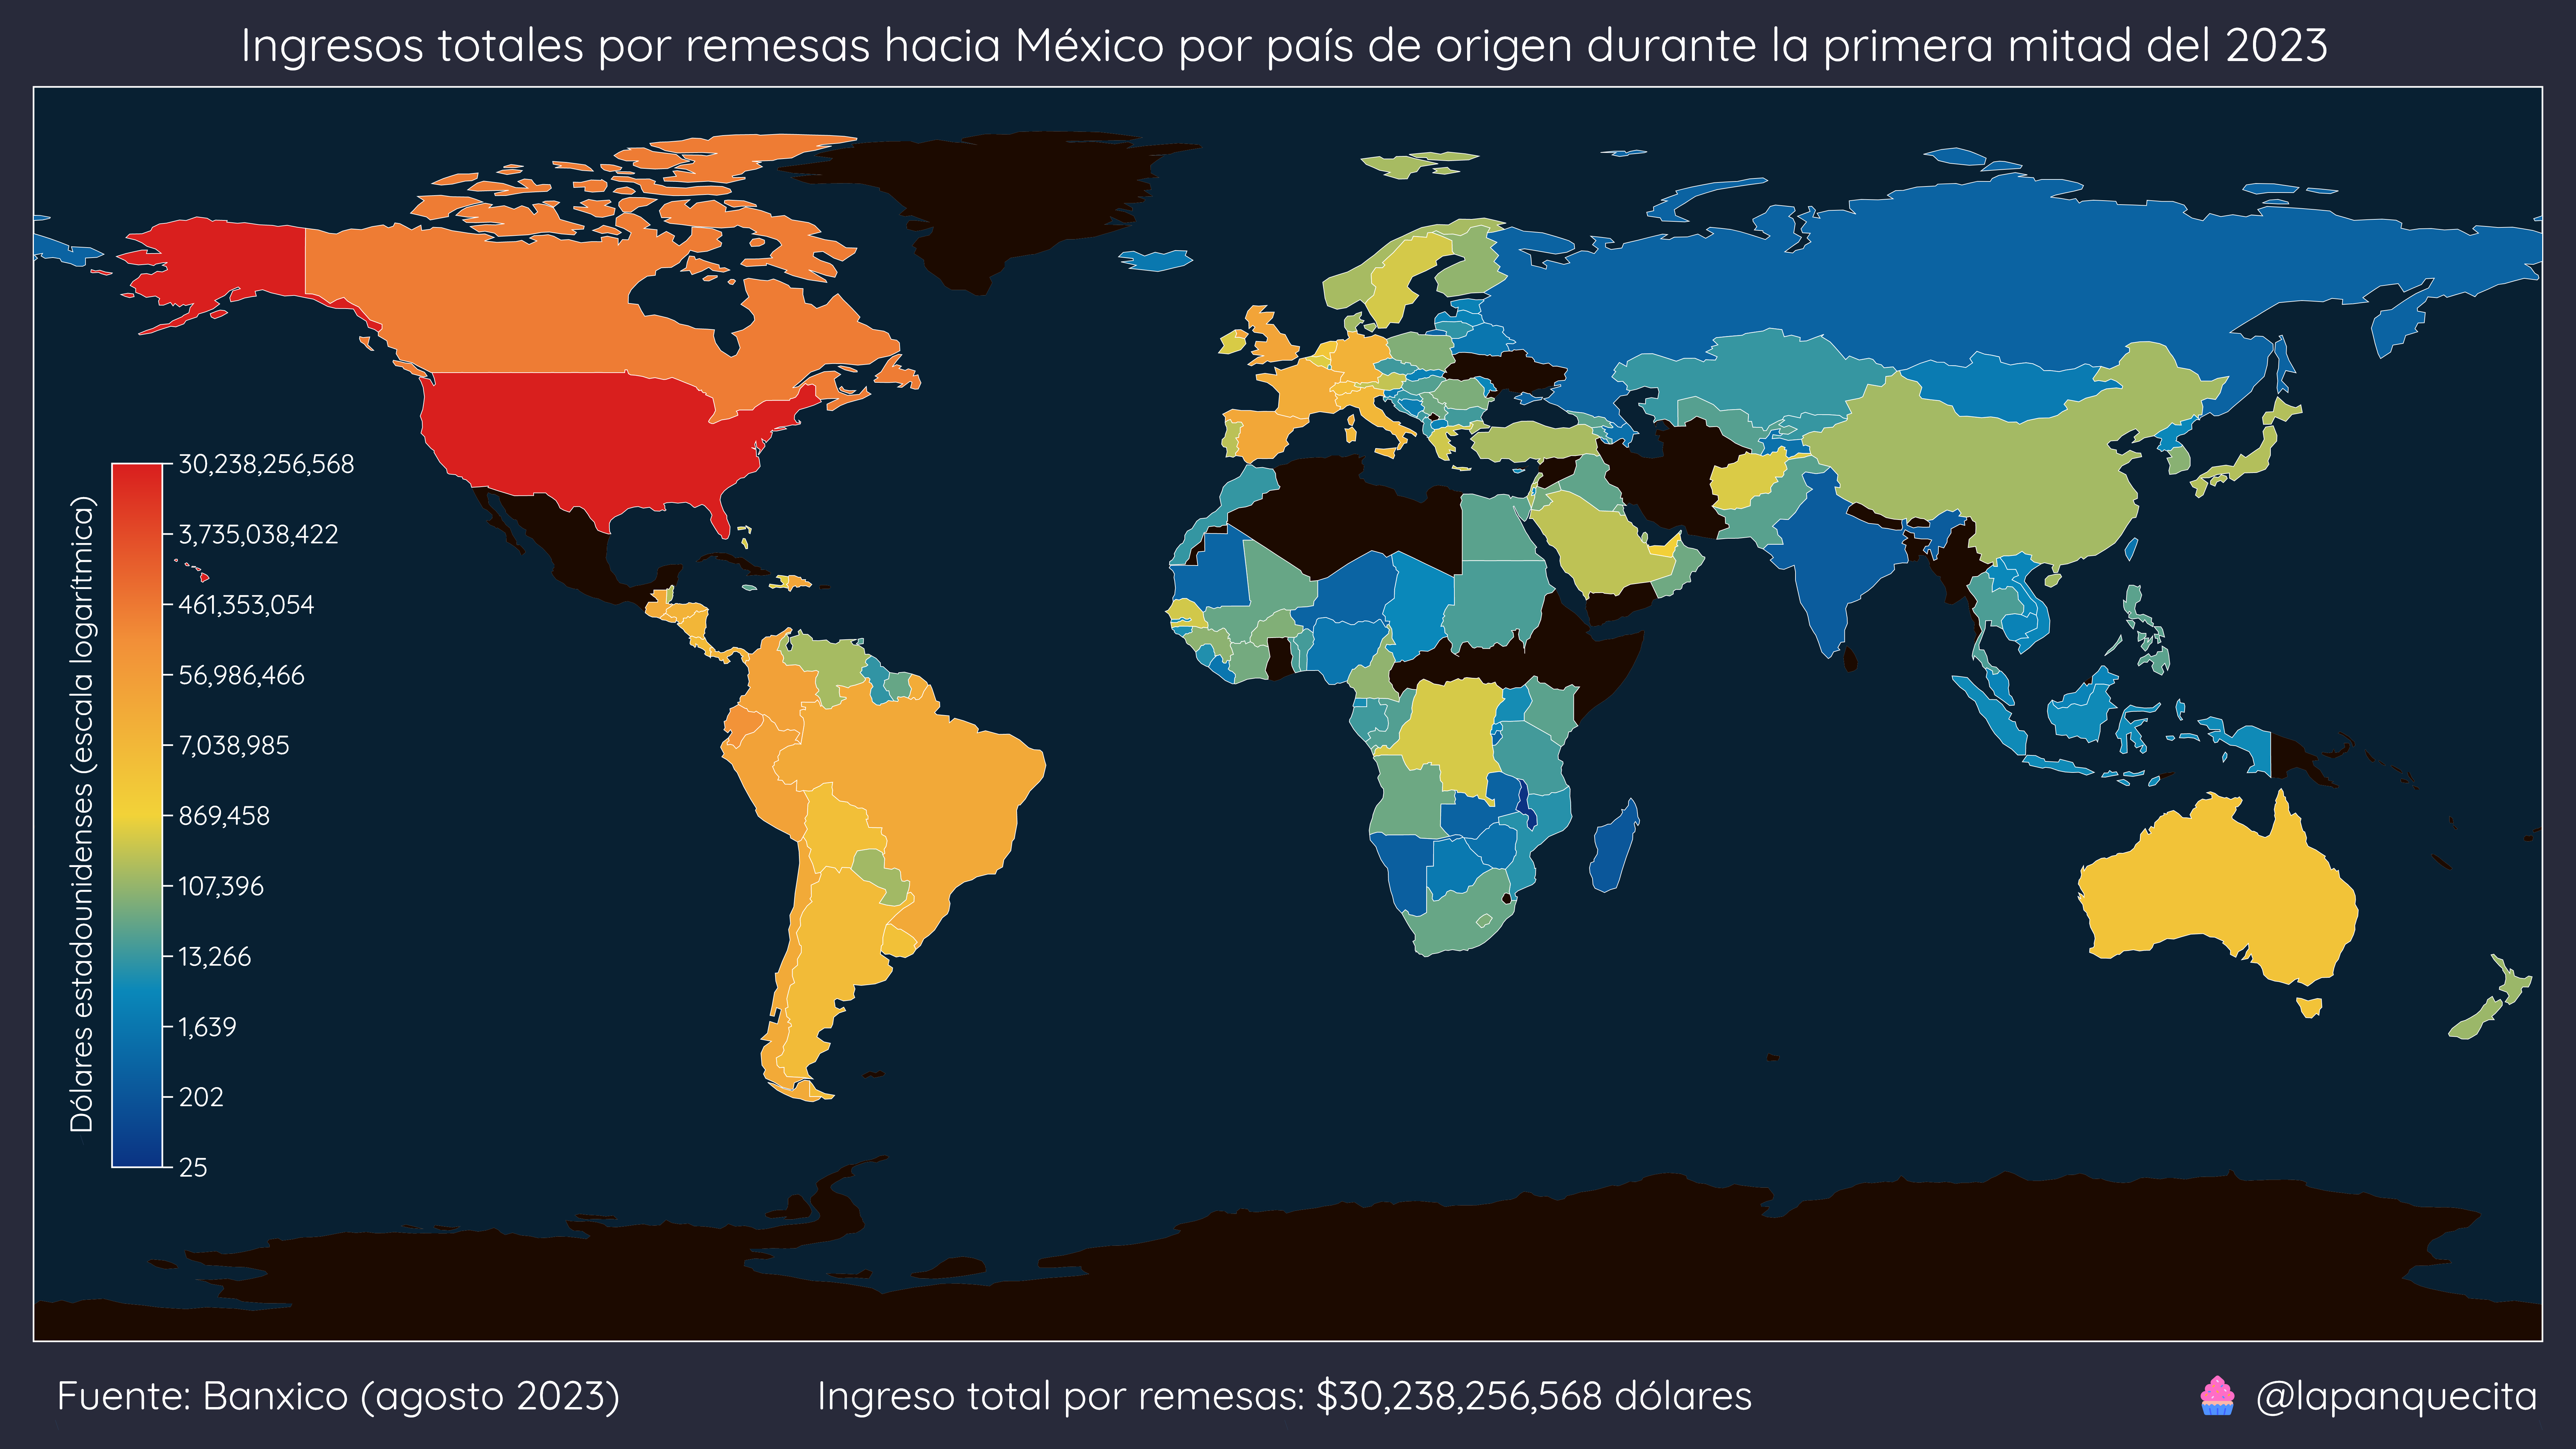 Ingresos totales por remesas hacia México por país de origen durante la primera mitad del 2023
Dólares estadounidenses (escala logarítmica)
30,238,256,568
3,735,038,422
461,353,054
56,986,466
7,038,985
869,458
107,396
13,266
1,639
202
25
Fuente: Banxico (agosto 2023)
Ingreso total por remesas: $30,238,256,568 dólares
@lapanquecita